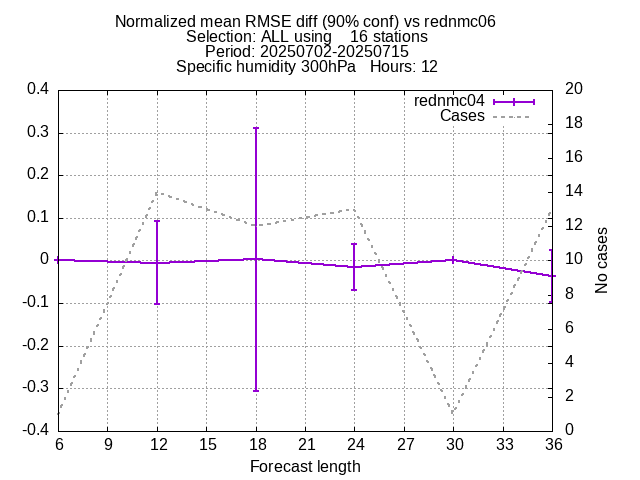 Normalized mean RMSE diff (90% conf) vs rednmc06
Selection: ALL using 16 stations
Period: 20250702-20250715
Specific humidity 300hPa Hours: 12
rednmc04
Cases
0.4
0.3
0.2
0.1
0
-0.1
-0.2
-0.3
-0.4
20
18
16
14
12
10
8
6
4
2
0
No cases
6 9 12 15 18 21 24 27 30 33 36
Forecast length